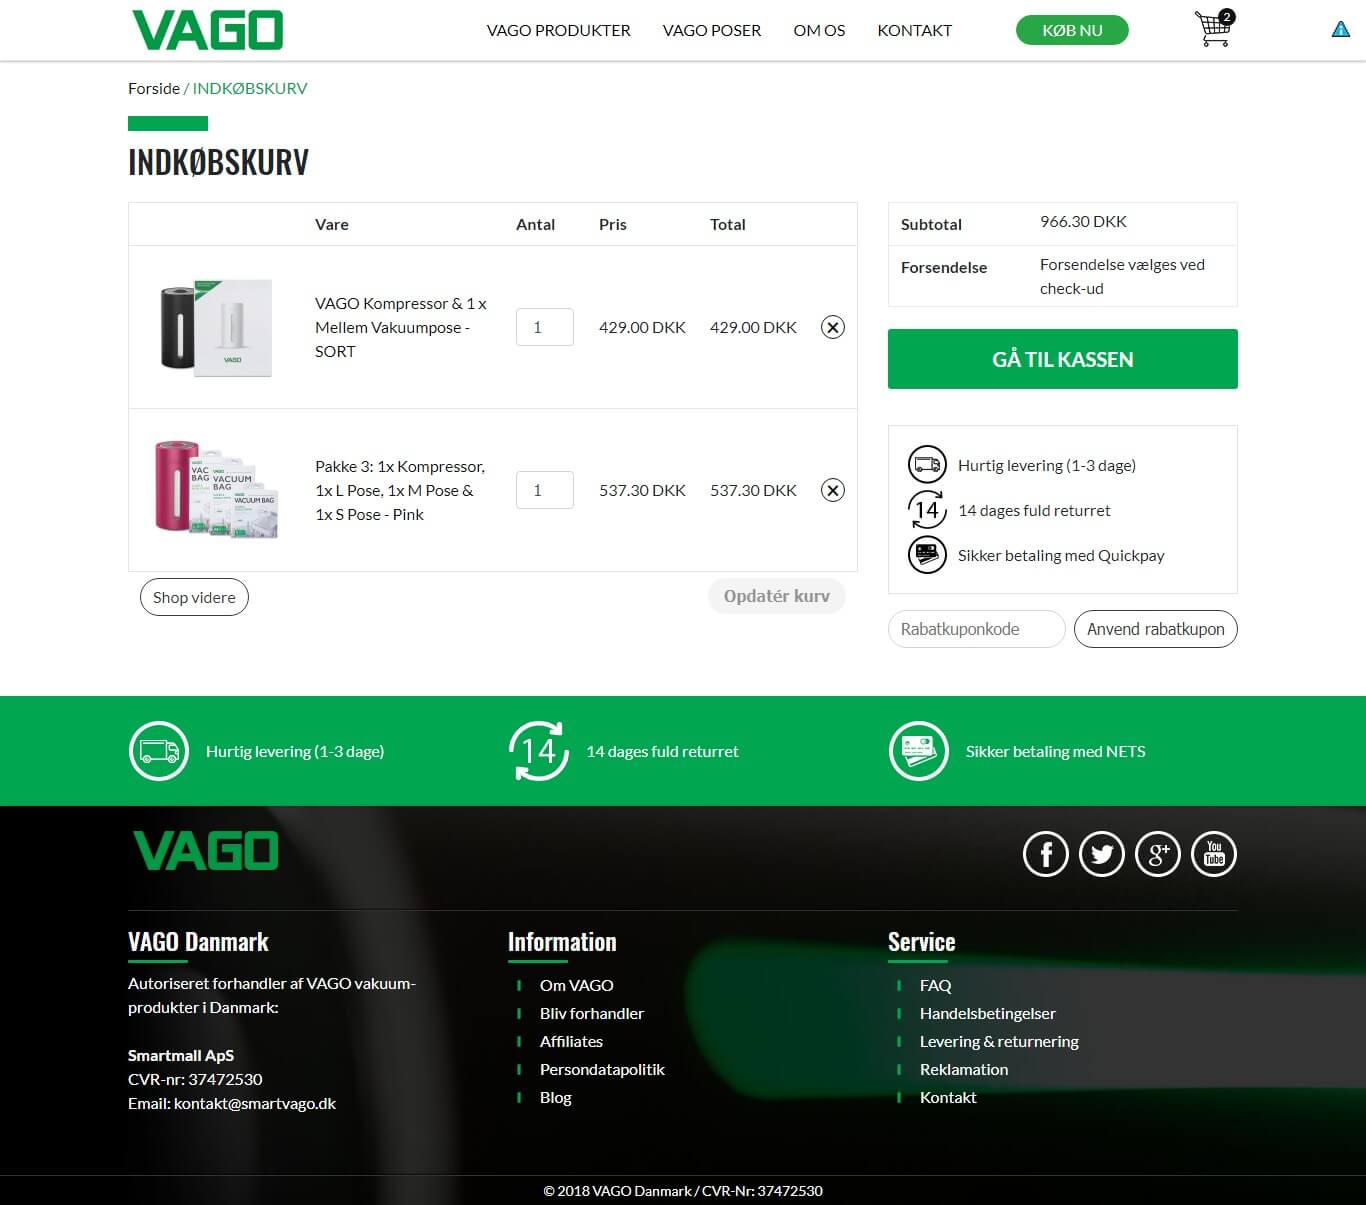 VAGO
VAGO PRODUKTER
VAGO POSER
OM OS
KONTAKT
KØB NU
2
Forside / INDKØBSKURV
INDKØBSKURV
Vare
Antal
Pris
Total
VAGO
VAGO Kompressor & 1 x
Mellem Vakuumpose -
SORT
1
429.00 DKK
429.00 DKK
VACUUM
BAG
VACUUM BAG
Pakke 3: 1x Kompressor,
1x L Pose, 1x M Pose &
1x S Pose - Pink
1
537.30 DKK
537.30 DKK
Shop videre
Opdatér kurv
Subtotal
966.30 DKK
Forsendelse
Forsendelse vælges ved
check-ud
GÅ TIL KASSEN
Hurtig levering (1-3 dage)
14
14 dages fuld returret
Sikker betaling med Quickpay
Rabatkuponkode
Anvend rabatkupon
Hurtig levering (1-3 dage)
14
14 dages fuld returret
Sikker betaling med NETS
VAGO
You
Tube
VAGO Danmark
Autoriseret forhandler af VAGO vakuum-
produkter i Danmark:
Smartmall ApS
CVR-nr: 37472530
Email: kontakt@smartvago.dk
Information
Om VAGO
Bliv forhandler
Affiliates
Persondatapolitik
Blog
Service
FAQ
Handelsbetingelser
Levering & returnering
Reklamation
Kontakt
© 2018 VAGO Danmark / CVR-Nr: 37472530